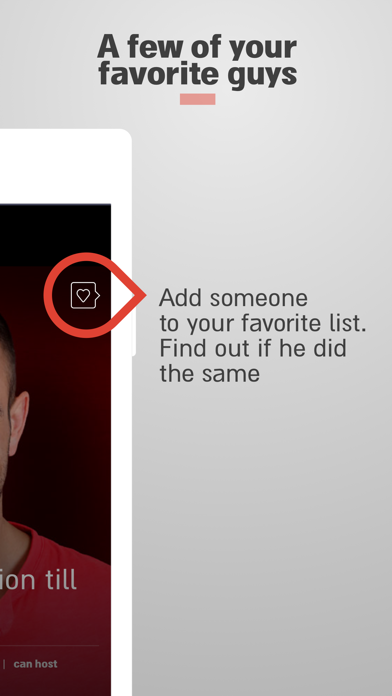 A few of your
favorite guys
Add someone
to your favorite list.
Find out if he did
the same
ion till
| can host